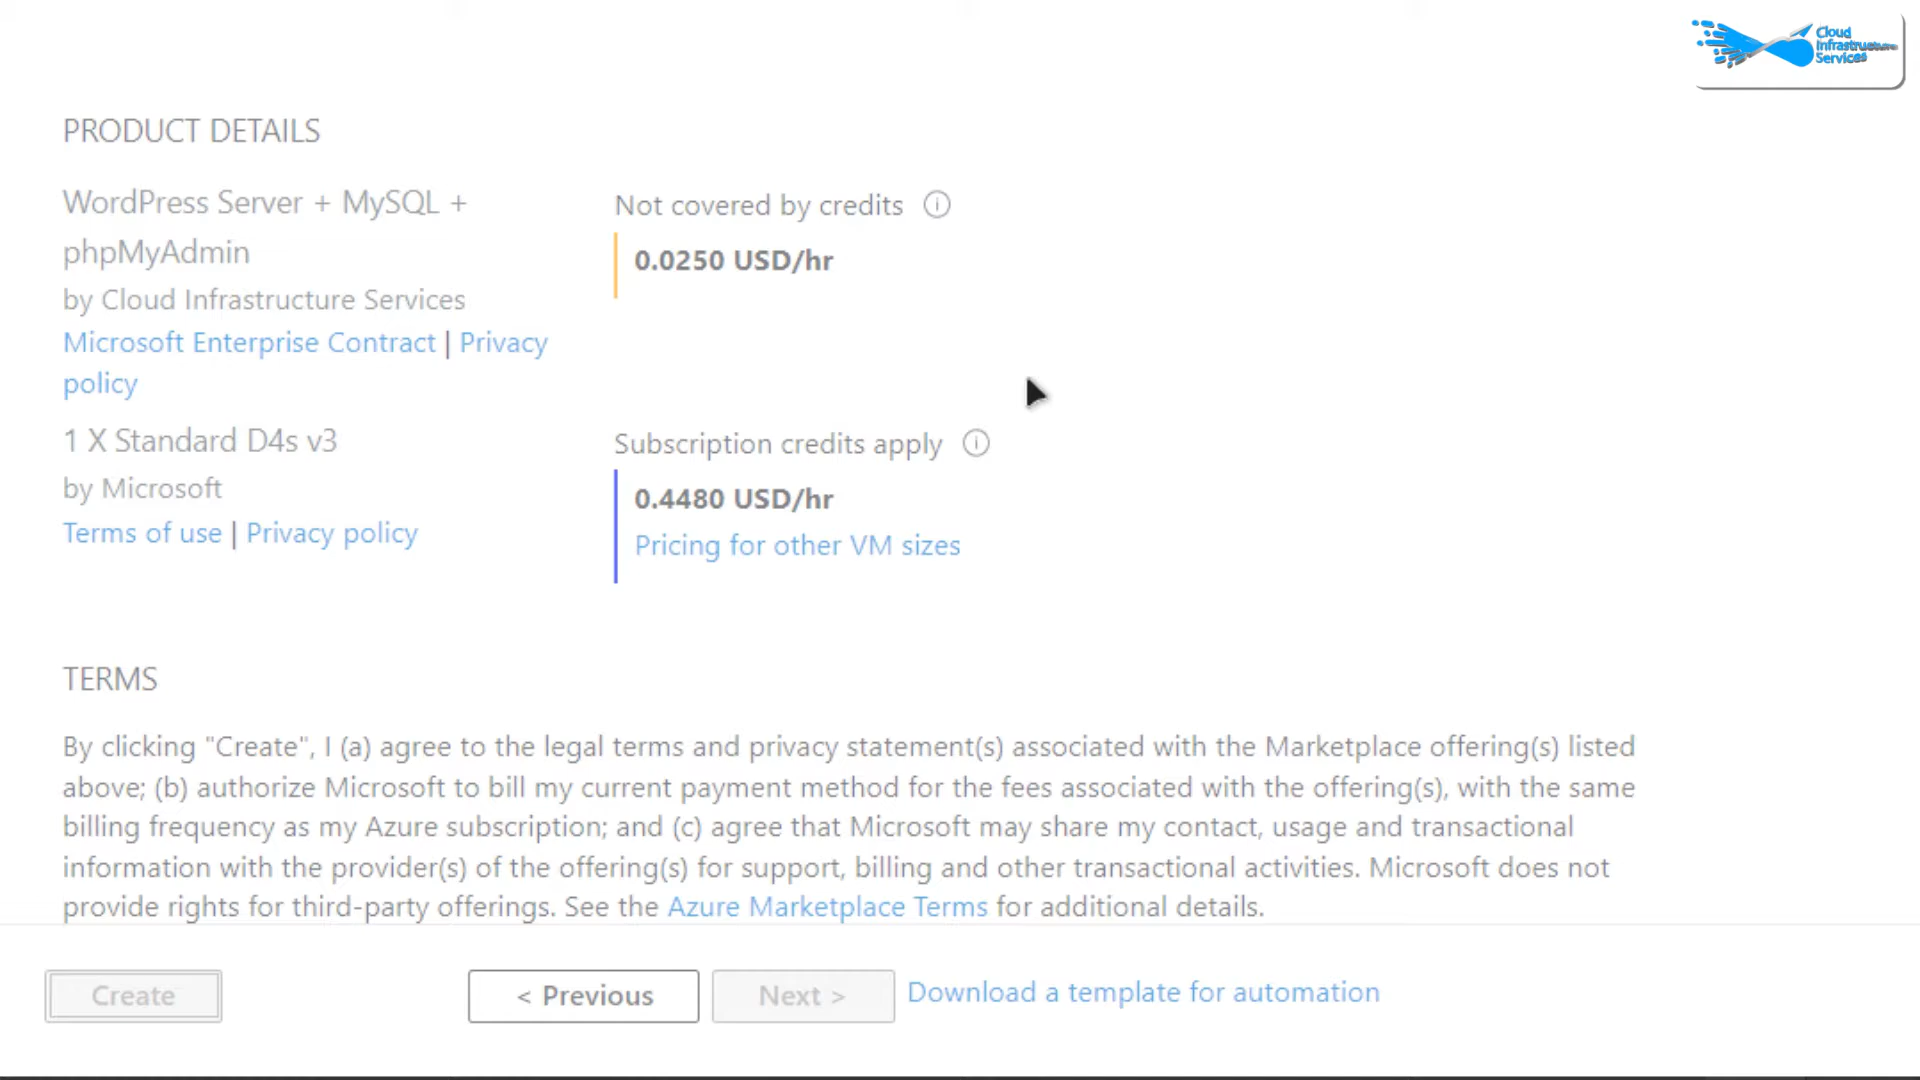 Cloud
Infrastructure
Services
PRODUCT DETAILS
WordPress Server + MySQL +
phpMyAdmin
by Cloud Infrastructure Services
Microsoft Enterprise Contract | Privacy
policy
Not covered by credits
0.0250 USD/hr
1 X Standard D4s v3
by Microsoft
Terms of use | Privacy policy
Subscription credits apply
0.4480 USD/hr
Pricing for other VM sizes
TERMS
By clicking "Create", I (a) agree to the legal terms and privacy statement(s) associated with the Marketplace offering(s) listed
above; (b) authorize Microsoft to bill my current payment method for the fees associated with the offering(s), with the same
billing frequency as my Azure subscription; and (c) agree that Microsoft may share my contact, usage and transactional
information with the provider(s) of the offering(s) for support, billing and other transactional activities. Microsoft does not
provide rights for third-party offerings. See the Azure Marketplace Terms for additional details.
Create
< Previous
Next >
Download a template for automation